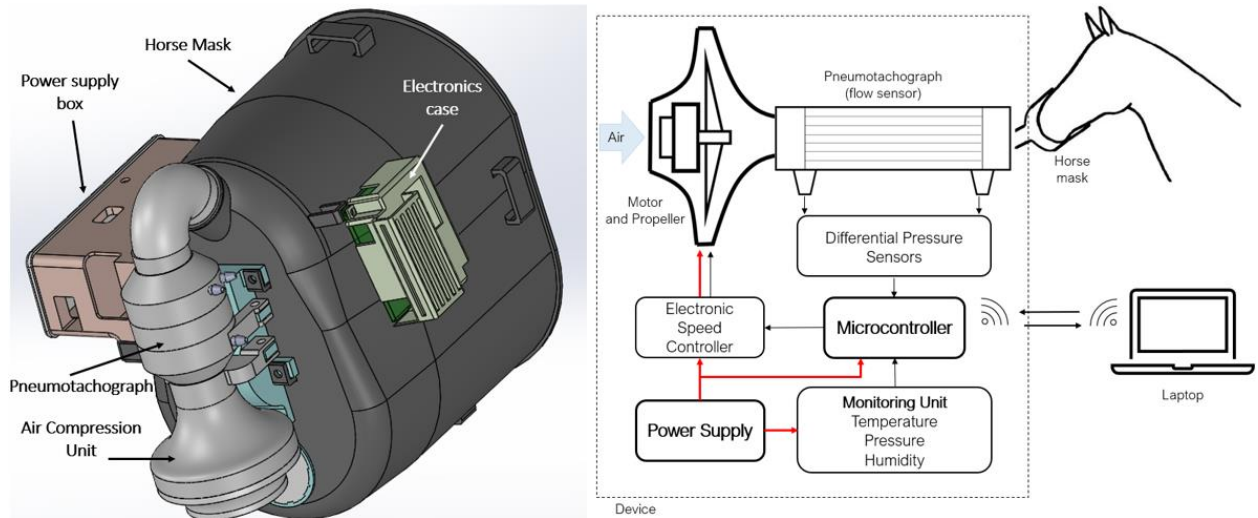 Horse Mask
Power supply
box
Electronics
case
Pneumotachograph
Air Compression
Unit
Pneumotachograph
(flow sensor)
Air
Horse
mask
Motor
and Propeller
Differential Pressure
Sensors
Electronic
Speed
Controller
Microcontroller
Laptop
Power Supply
Monitoring Unit
Temperature
Pressure
Humidity
Device